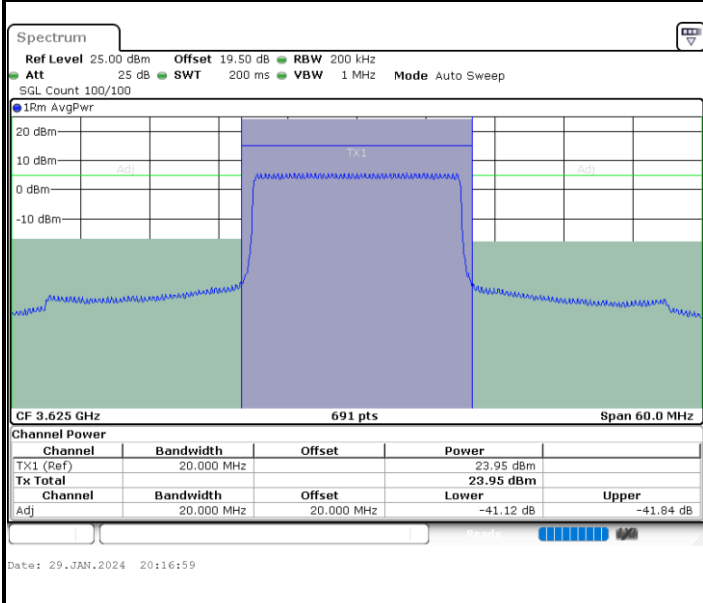 Spectrum
Ref Level 25.00 dBm Offset 19.50 dB RBW 200 kHz
Att 25 dB SWT 200 ms VBW 1 MHz Mode Auto Sweep
SGL Count 100/100
1Rm AvgPwr
20 dBm
TX1
10 dBm
Adj Adj
0 dBm
-10 dBm
CF 3.625 GHz 691 pts Span 60.0 MHz
Channel Power
Channel Bandwidth Offset Power
TX1 (Ref) 20.000 MHz 23.95 dBm
Tx Total 23.95 dBm
Channel Bandwidth Offset Lower Upper
Adj 20.000 MHz 20.000 MHz -41.12 dB -41.84 dB
Ready
Date: 29.JAN.2024 20:16:59